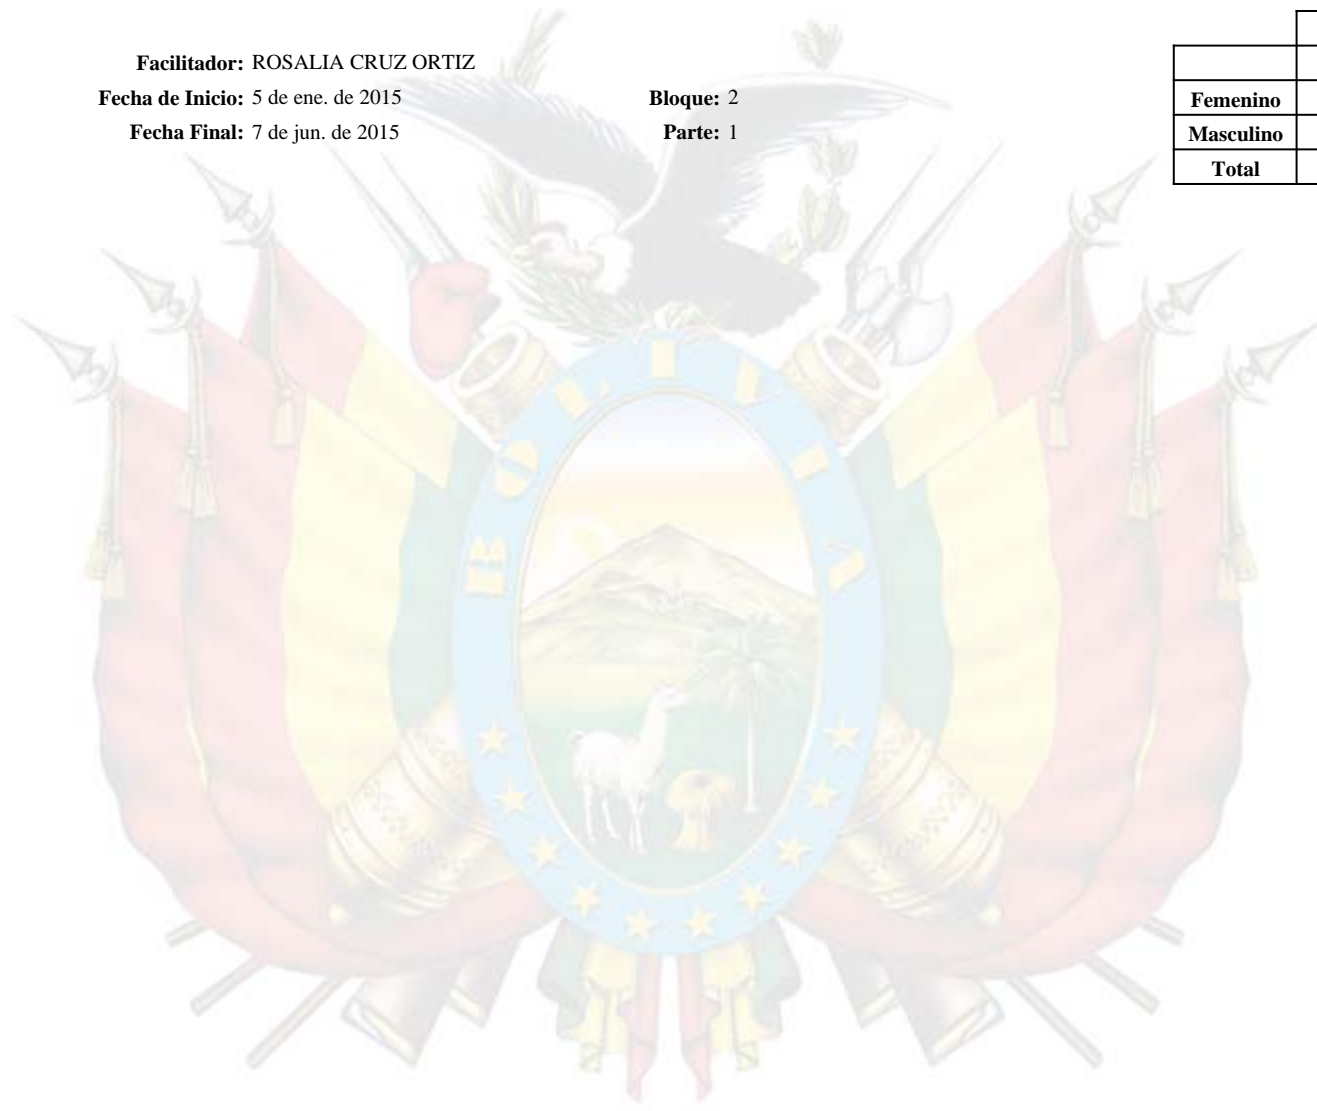 Facilitador: ROSALIA CRUZ ORTIZ
Fecha de Inicio: 5 de ene. de 2015 Bloque: 2
Fecha Final: 7 de jun. de 2015 Parte: 1
Femenino
Masculino
Total
BOLIVIA